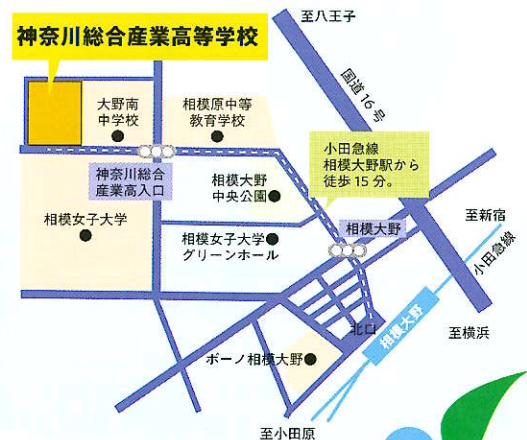 至八王子
神奈川総合産業高等学校
国道16号
大野南
中学校
相模原中等
教育学校
小田急線
相模大野駅から
徒歩15分。
神奈川総合
産業高入口
相模大野
中央公園
相模女子大学
相模大野
至新宿
小田急線
相模女子大学
グリーンホール
北口
相模大野
至横浜
ボーノ相模大野
至小田原